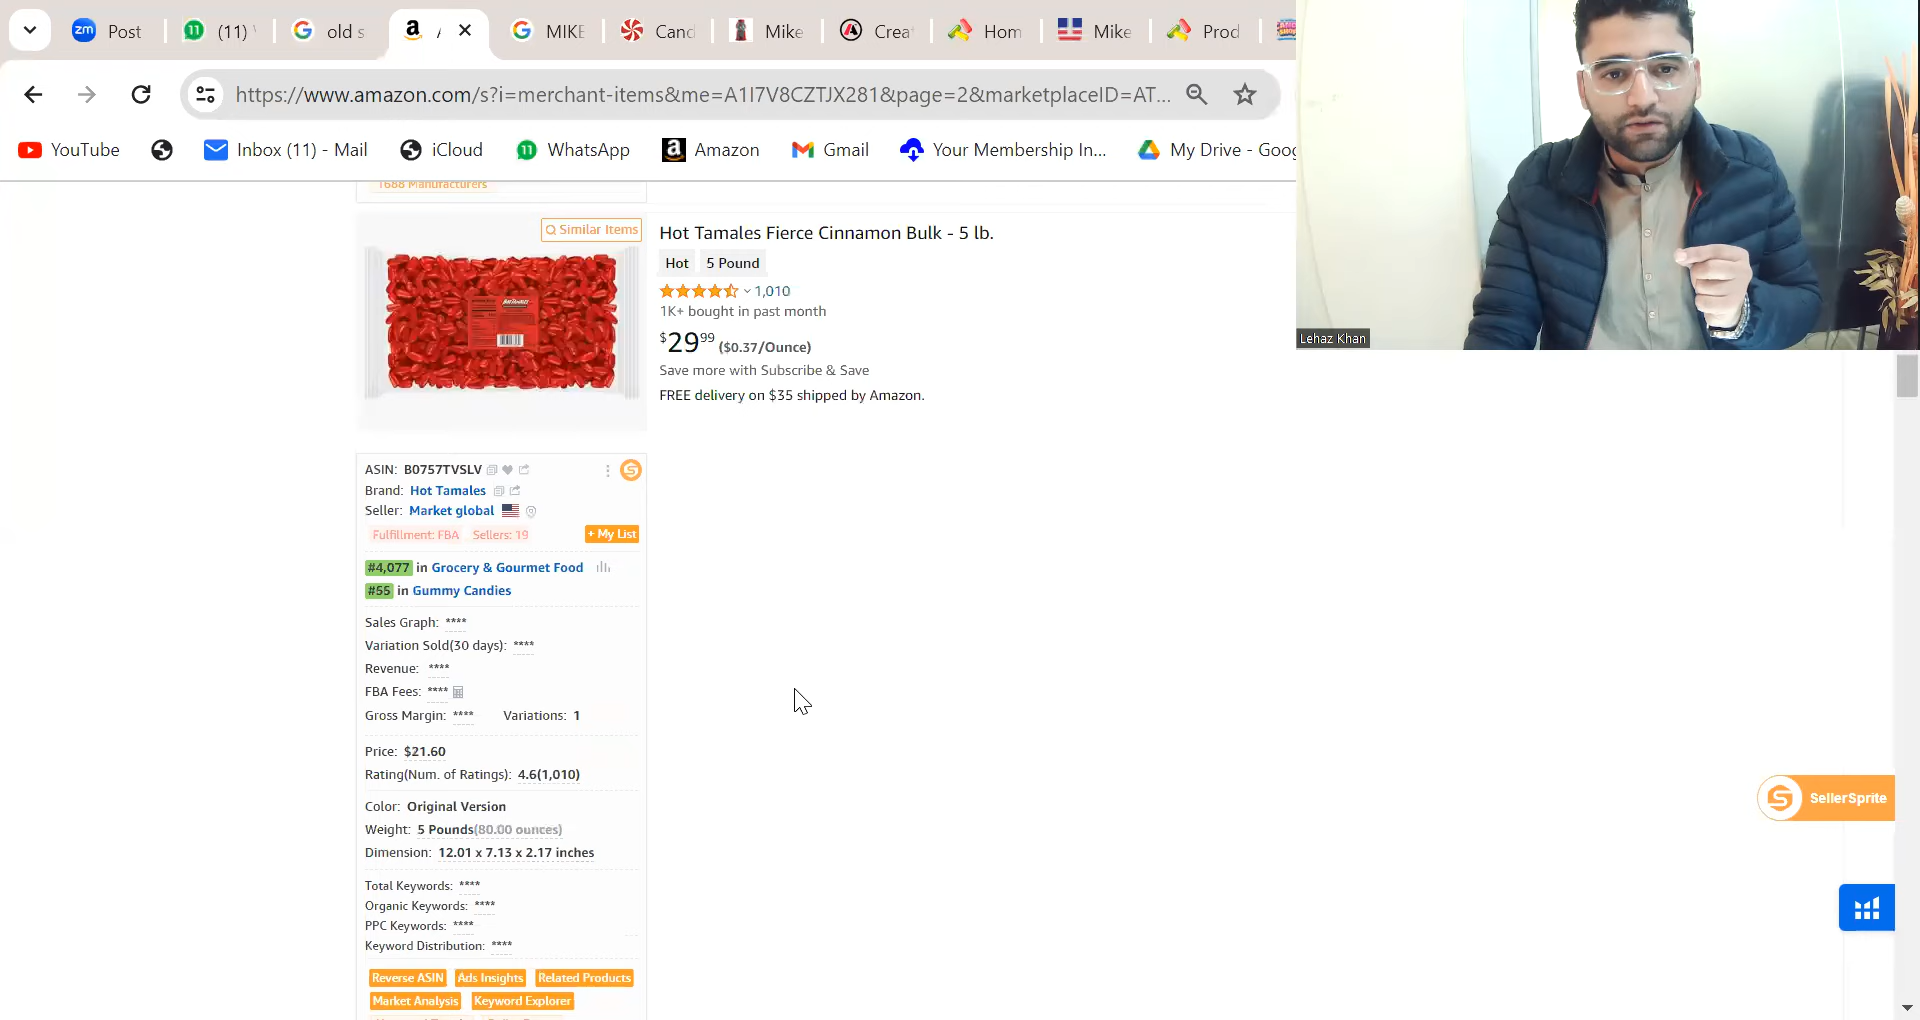 zm Post
11 (11)
old s
MIKE
Cand
Mike
Crea
Hom
Mike
Prod
https://www.amazon.com/s?i=merchant-items&me=A1I7V8CZTJX281&page=2&marketplaceID=AT...
YouTube
Inbox (11) - Mail
iCloud
11 WhatsApp
Amazon
Gmail
Your Membership In...
My Drive - Goog
1688 Manufacturers
Similar Items
Hot Tamales Fierce Cinnamon Bulk - 5 lb.
Hot 5 Pound
1,010
1K+ bought in past month
$29 99 ($0.37/Ounce)
Save more with Subscribe & Save
FREE delivery on $35 shipped by Amazon.
Lehaz Khan
ASIN: B0757TVSLV
Brand: Hot Tamales
Seller: Market global
Fulfillment: FBA Sellers: 19 + My List
#4,077 in Grocery & Gourmet Food
#55 in Gummy Candies
Sales Graph: ****
Variation Sold(30 days): ****
Revenue: ****
FBA Fees: ****
Gross Margin: **** Variations: 1
Price: $21.60
Rating(Num. of Ratings): 4.6(1,010)
Color: Original Version
Weight: 5 Pounds(80.00 ounces)
Dimension: 12.01 x 7.13 x 2.17 inches
Total Keywords: ****
Organic Keywords: ****
PPC Keywords: ****
Keyword Distribution: ****
Reverse ASIN Ads Insights Related Products
Market Analysis Keyword Explorer
SellerSprite